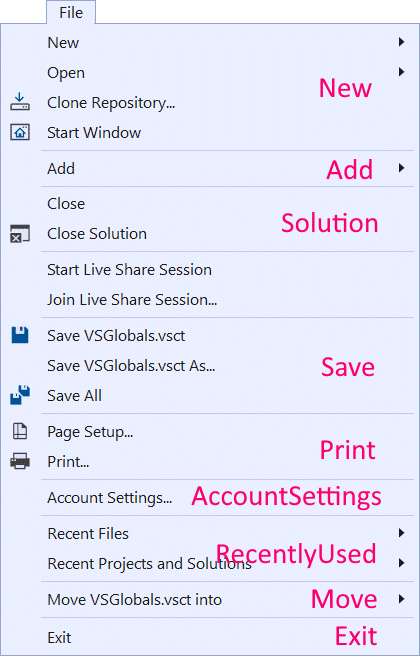 File
New
Open
New
Clone Repository...
Start Window
Add
Add
Close
Solution
Close Solution
Start Live Share Session
Join Live Share Session...
Save VSGlobals.vsct
Save VSGlobals.vsct As...
Save
Save All
Page Setup...
Print
Print...
Account Settings...
AccountSettings
Recent Files
RecentlyUsed
Recent Projects and Solutions
Move VSGlobals.vsct into
Move
Exit
Exit